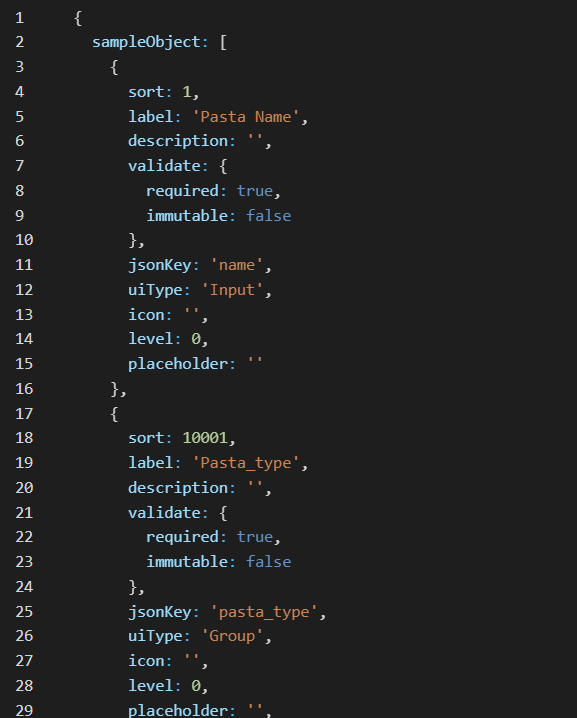 1 {
2 sampleObject: [
3 {
4 sort: 1,
5 label: 'Pasta Name',
6 description: '',
7 validate: {
8 required: true,
9 immutable: false
10 },
11 jsonKey: 'name',
12 uiType: 'Input',
13 icon: '',
14 level: 0,
15 placeholder: ''
16 },
17 {
18 sort: 10001,
19 label: 'Pasta_type',
20 description: '',
21 validate: {
22 required: true,
23 immutable: false
24 },
25 jsonKey: 'pasta_type',
26 uiType: 'Group',
27 icon: '',
28 level: 0,
29 placeholder: '',